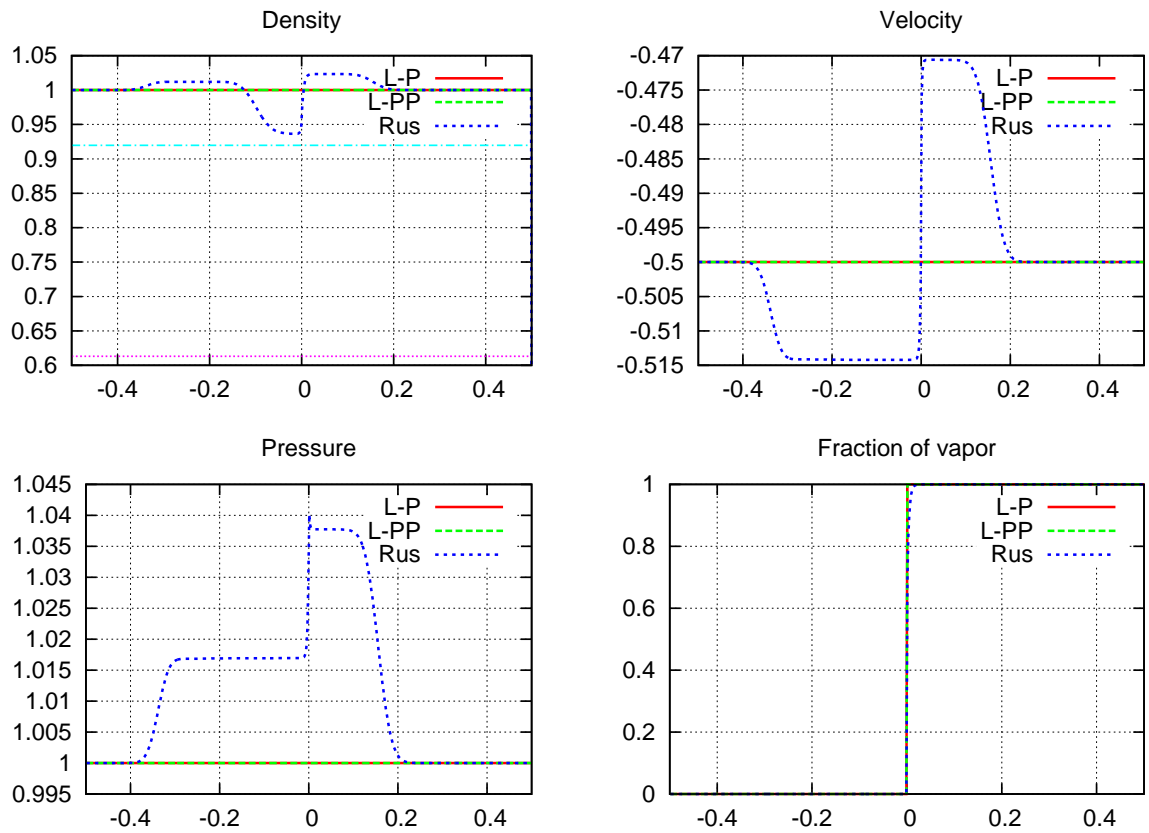 Density
1.05
1
0.95
0.9
0.85
0.8
0.75
0.7
0.65
0.6
-0.4 -0.2 0 0.2 0.4
L-P
L-PP
Rus
Velocity
-0.47
-0.475
-0.48
-0.485
-0.49
-0.495
-0.5
-0.505
-0.51
-0.515
-0.4 -0.2 0 0.2 0.4
L-P
L-PP
Rus
Pressure
1.045
1.04
1.035
1.03
1.025
1.02
1.015
1.01
1.005
1
0.995
-0.4 -0.2 0 0.2 0.4
L-P
L-PP
Rus
Fraction of vapor
1
0.8
0.6
0.4
0.2
0
-0.4 -0.2 0 0.2 0.4
L-P
L-PP
Rus